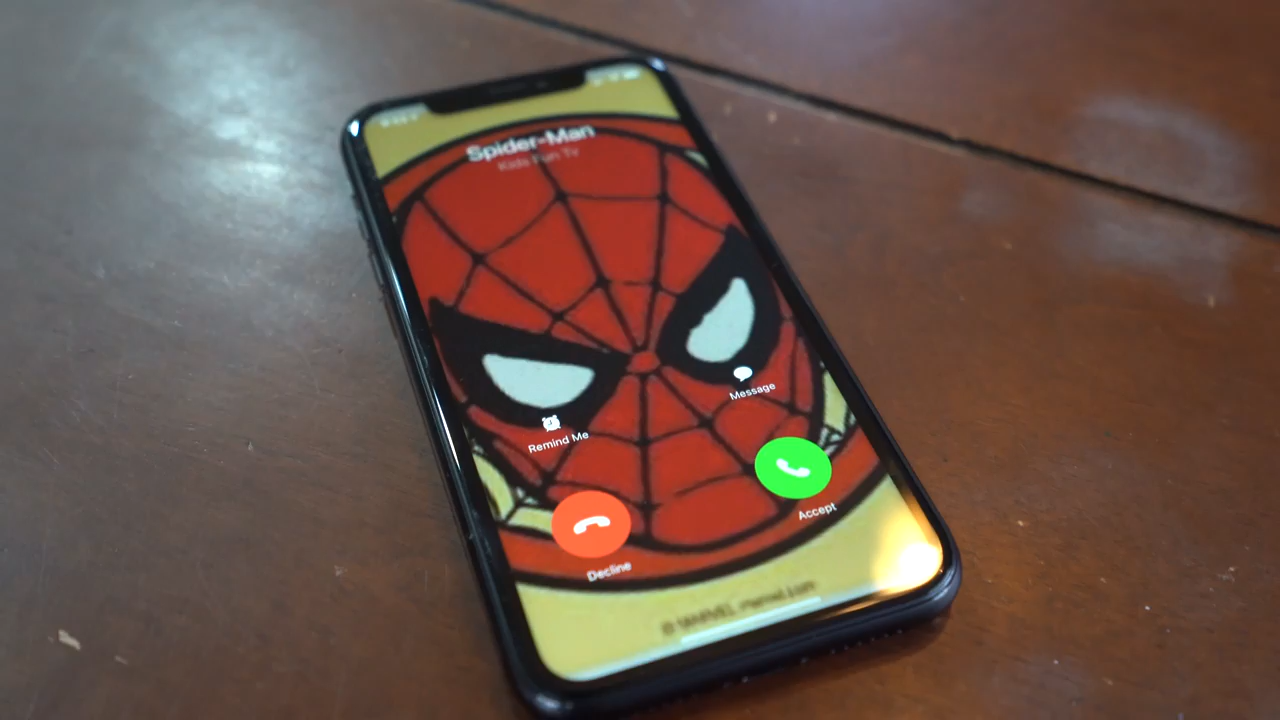 Spider-Man
Kids Fun Tv
Message
Remind Me
Accept
Decline
© MARVEL marvel.com